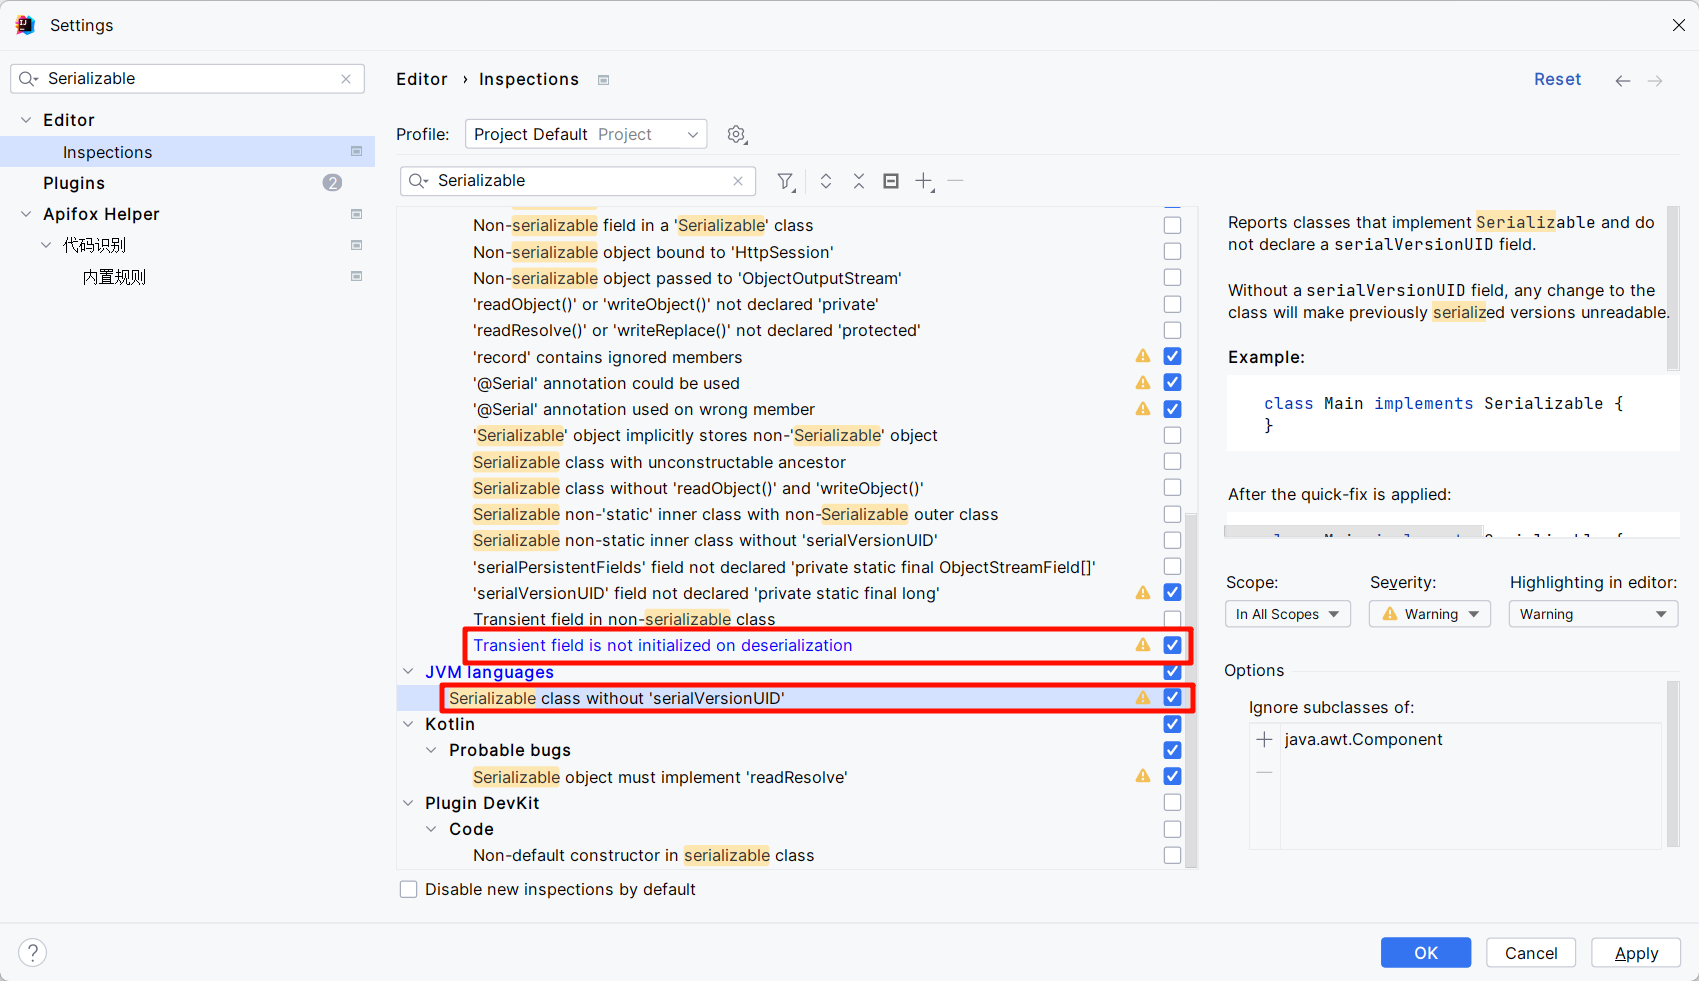 Settings
Serializable
Editor
Inspections
Plugins
2
Apifox Helper
代码识别
内置规则
Editor › Inspections
Reset
Profile:
Project Default Project
Serializable
Non-serializable field in a 'Serializable' class
Non-serializable object bound to 'HttpSession'
Non-serializable object passed to 'ObjectOutputStream'
'readObject()' or 'writeObject()' not declared 'private'
'readResolve()' or 'writeReplace()' not declared 'protected'
'record' contains ignored members
'@Serial' annotation could be used
'@Serial' annotation used on wrong member
'Serializable' object implicitly stores non-'Serializable' object
Serializable class with unconstructable ancestor
Serializable class without 'readObject()' and 'writeObject()'
Serializable non-'static' inner class with non-Serializable outer class
Serializable non-static inner class without 'serialVersionUID'
'serialPersistentFields' field not declared 'private static final ObjectStreamField[]'
'serialVersionUID' field not declared 'private static final long'
Transient field in non-serializable class
Transient field is not initialized on deserialization
JVM languages
Serializable class without 'serialVersionUID'
Kotlin
Probable bugs
Serializable object must implement 'readResolve'
Plugin DevKit
Code
Non-default constructor in serializable class
Disable new inspections by default
Reports classes that implement Serializable and do
not declare a serialVersionUID field.
Without a serialVersionUID field, any change to the
class will make previously serialized versions unreadable.
Example:
class Main implements Serializable {
}
After the quick-fix is applied:
Scope:
Severity:
Highlighting in editor:
In All Scopes
Warning
Warning
Options
Ignore subclasses of:
java.awt.Component
?
OK
Cancel
Apply